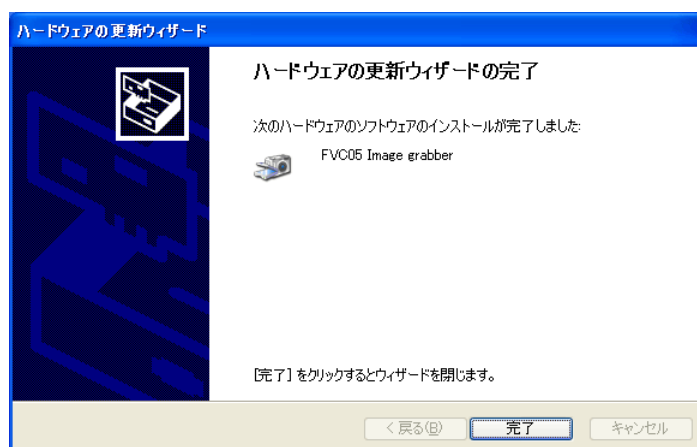 ハードウェアの更新ウィザード
ハードウェアの更新ウィザードの完了
次のハードウェアのソフトウェアのインストールが完了しました:
FVC05 Image grabber
[完了] をクリックするとウィザードを閉じます。
< 戻る(B) 完了 キャンセル